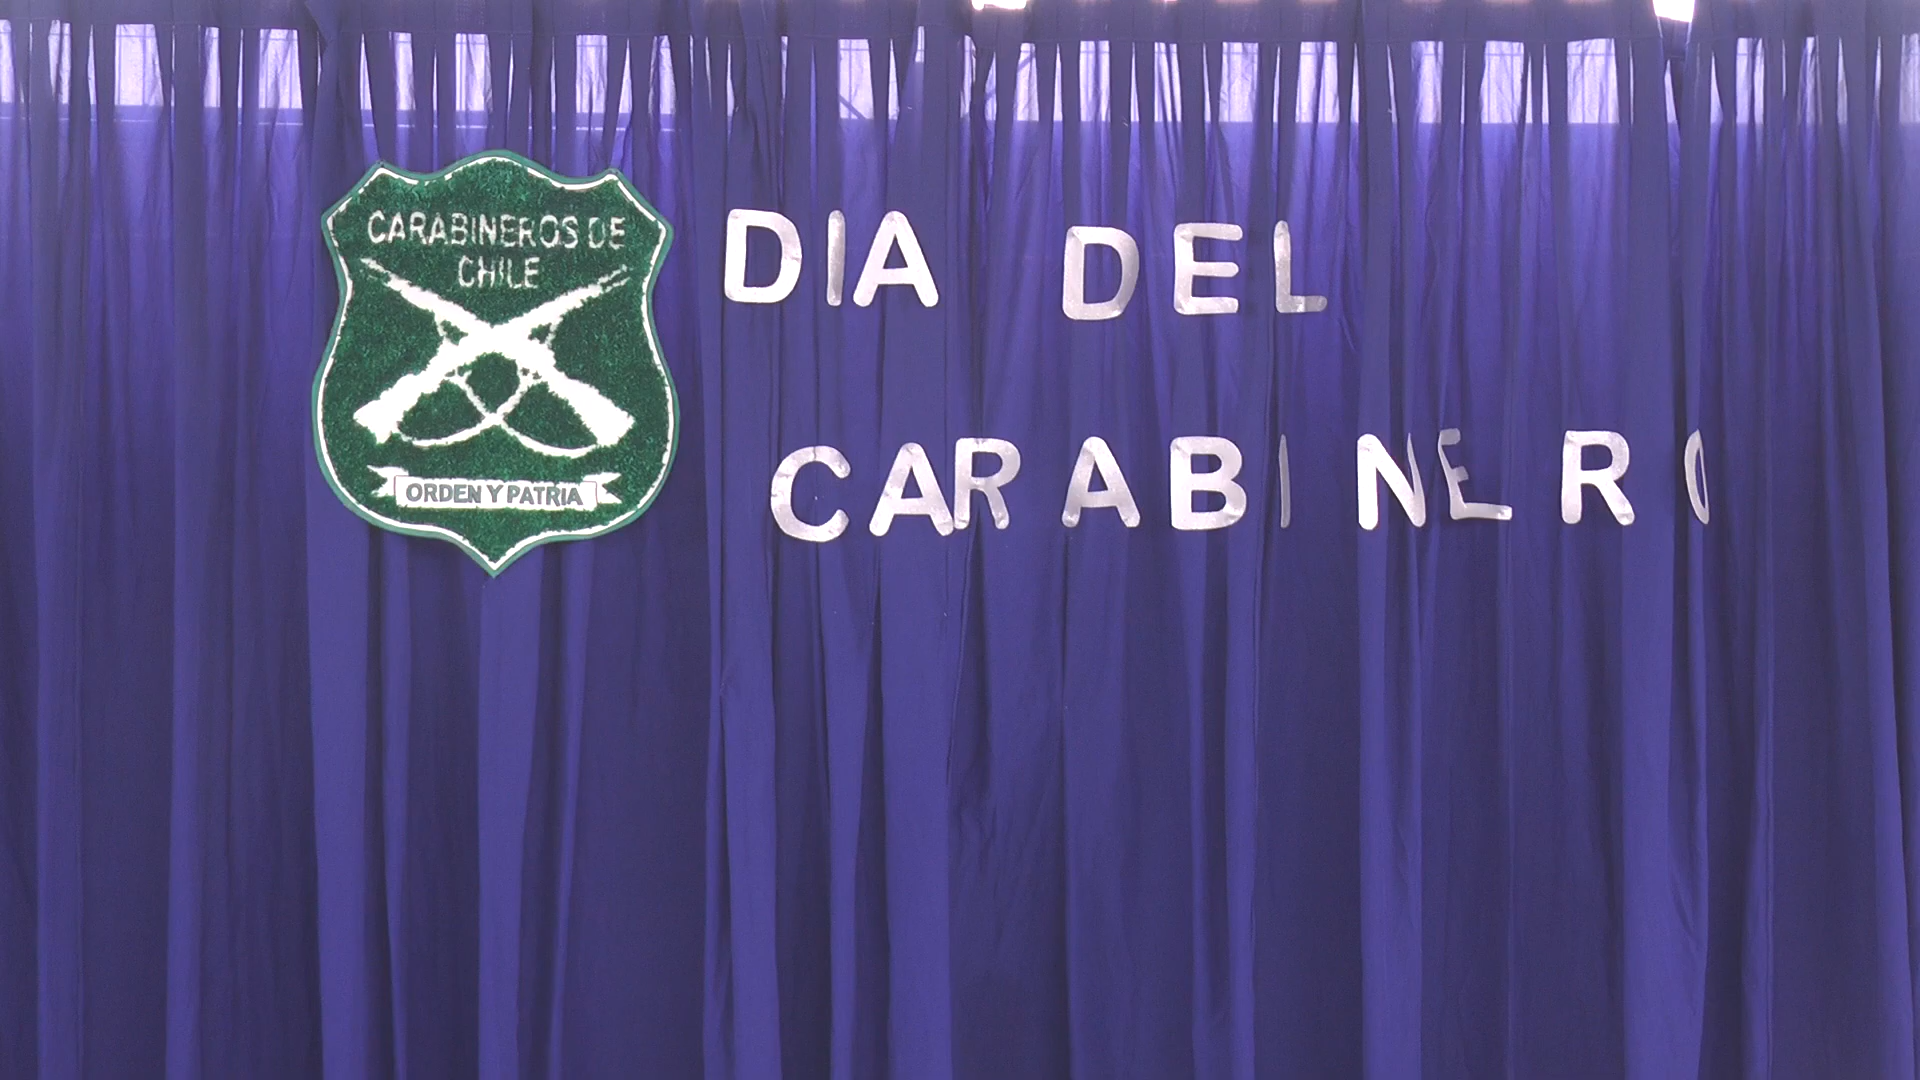 CARABINEROS DE
CHILE
ORDEN Y PATRIA
DIA DEL
CARABINERO